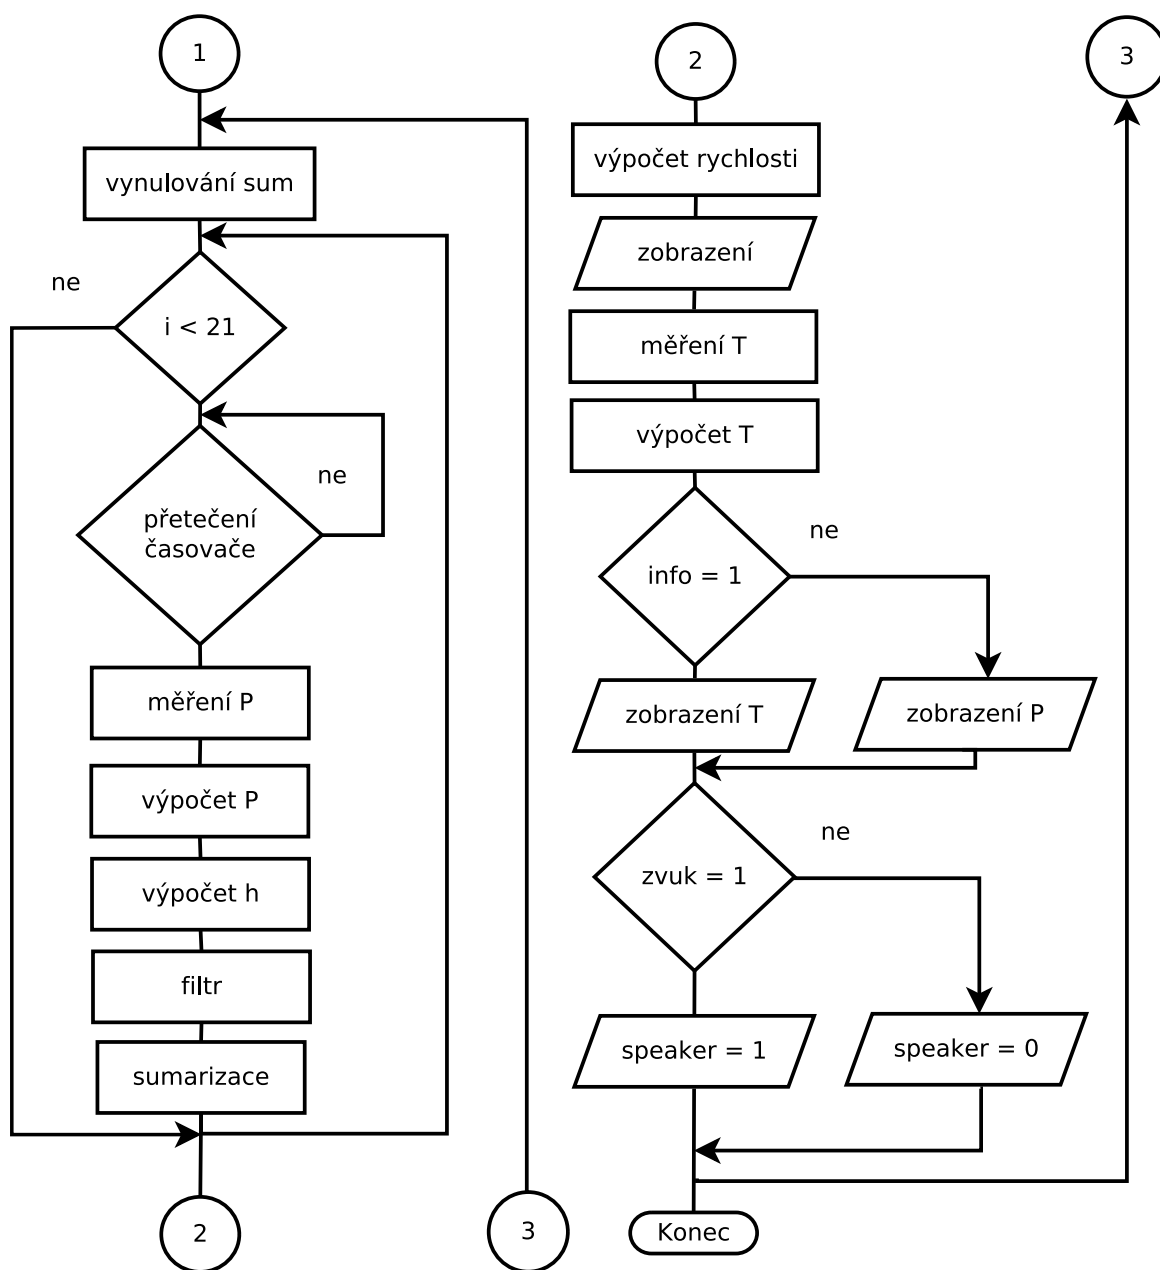 1
vynulování sum
ne
i < 21
ne
přetečení
časovače
měření P
výpočet P
výpočet h
filtr
sumarizace
2
3
2
výpočet rychlosti
zobrazení
měření T
výpočet T
ne
info = 1
zobrazení T
zobrazení P
ne
zvuk = 1
speaker = 1
speaker = 0
Konec
3